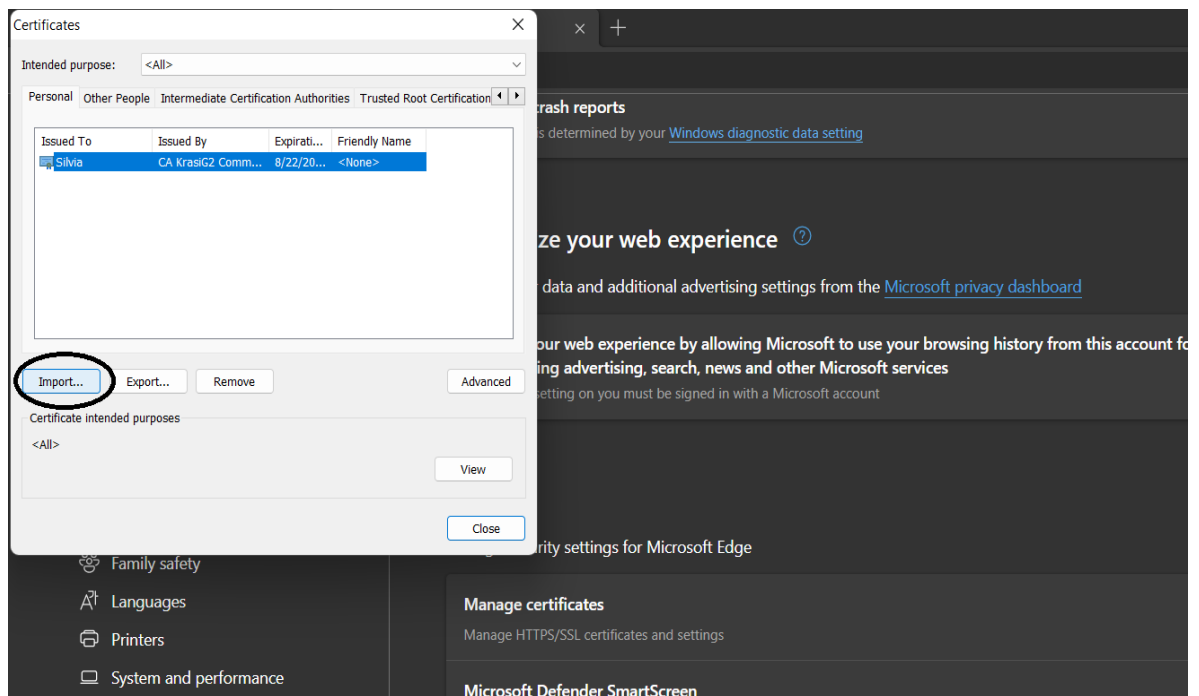 Certificates
Intended purpose: <All>
Personal Other People Intermediate Certification Authorities Trusted Root Certification
Issued To Issued By Expirati... Friendly Name
Silvia CA KrasiG2 Comm... 8/22/20... <None>
Import... Export... Remove Advanced
Certificate intended purposes
<All>
View
Close
crash reports
is determined by your Windows diagnostic data setting
ze your web experience
data and additional advertising settings from the Microsoft privacy dashboard
our web experience by allowing Microsoft to use your browsing history from this account fo
ing advertising, search, news and other Microsoft services
setting on you must be signed in with a Microsoft account
rity settings for Microsoft Edge
Family safety
Languages
Printers
System and performance
Manage certificates
Manage HTTPS/SSL certificates and settings
Microsoft Defender SmartScreen